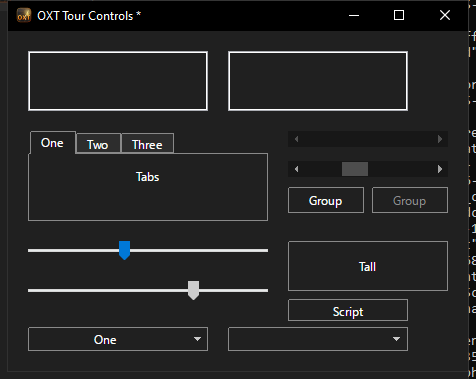 OXT Tour Controls *
One
Two
Three
Tabs
Group
Group
Tall
Script
One